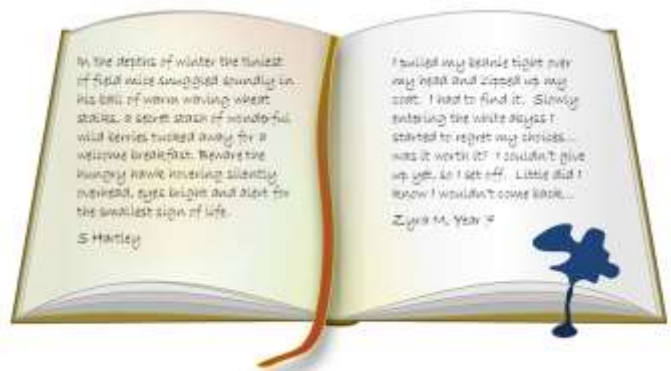 In the depths of winter the tiniest
of field mice snuggled soundly in
his ball of warm waving wheat
stalks, a secret stash of wonderful
wild berries tucked away for a
welcome breakfast. Beware the
hungry hawk hovering silently
overhead, eyes bright and alert for
the smallest sign of life.
S Hartley
I pulled my beanie tight over
my head and zipped up my
coat. I had to find it. Slowly
entering the white abyss I
started to regret my choices...
was it worth it? I couldn't give
up yet, so I set off. Little did I
know I wouldn't come back...
Zyra M, Year 7